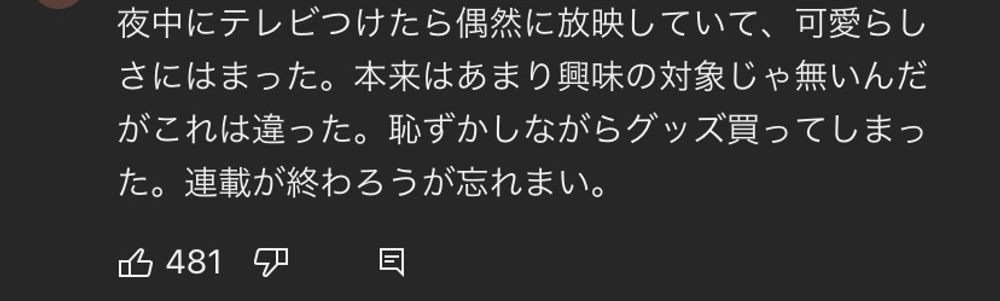 夜中にテレビつけたら偶然に放映していて、可愛らし
さにはまった。本来はあまり興味の対象じゃ無いんだ
がこれは違った。恥ずかしながらグッズ買ってしまっ
た。連載が終わろうが忘れまい。
481